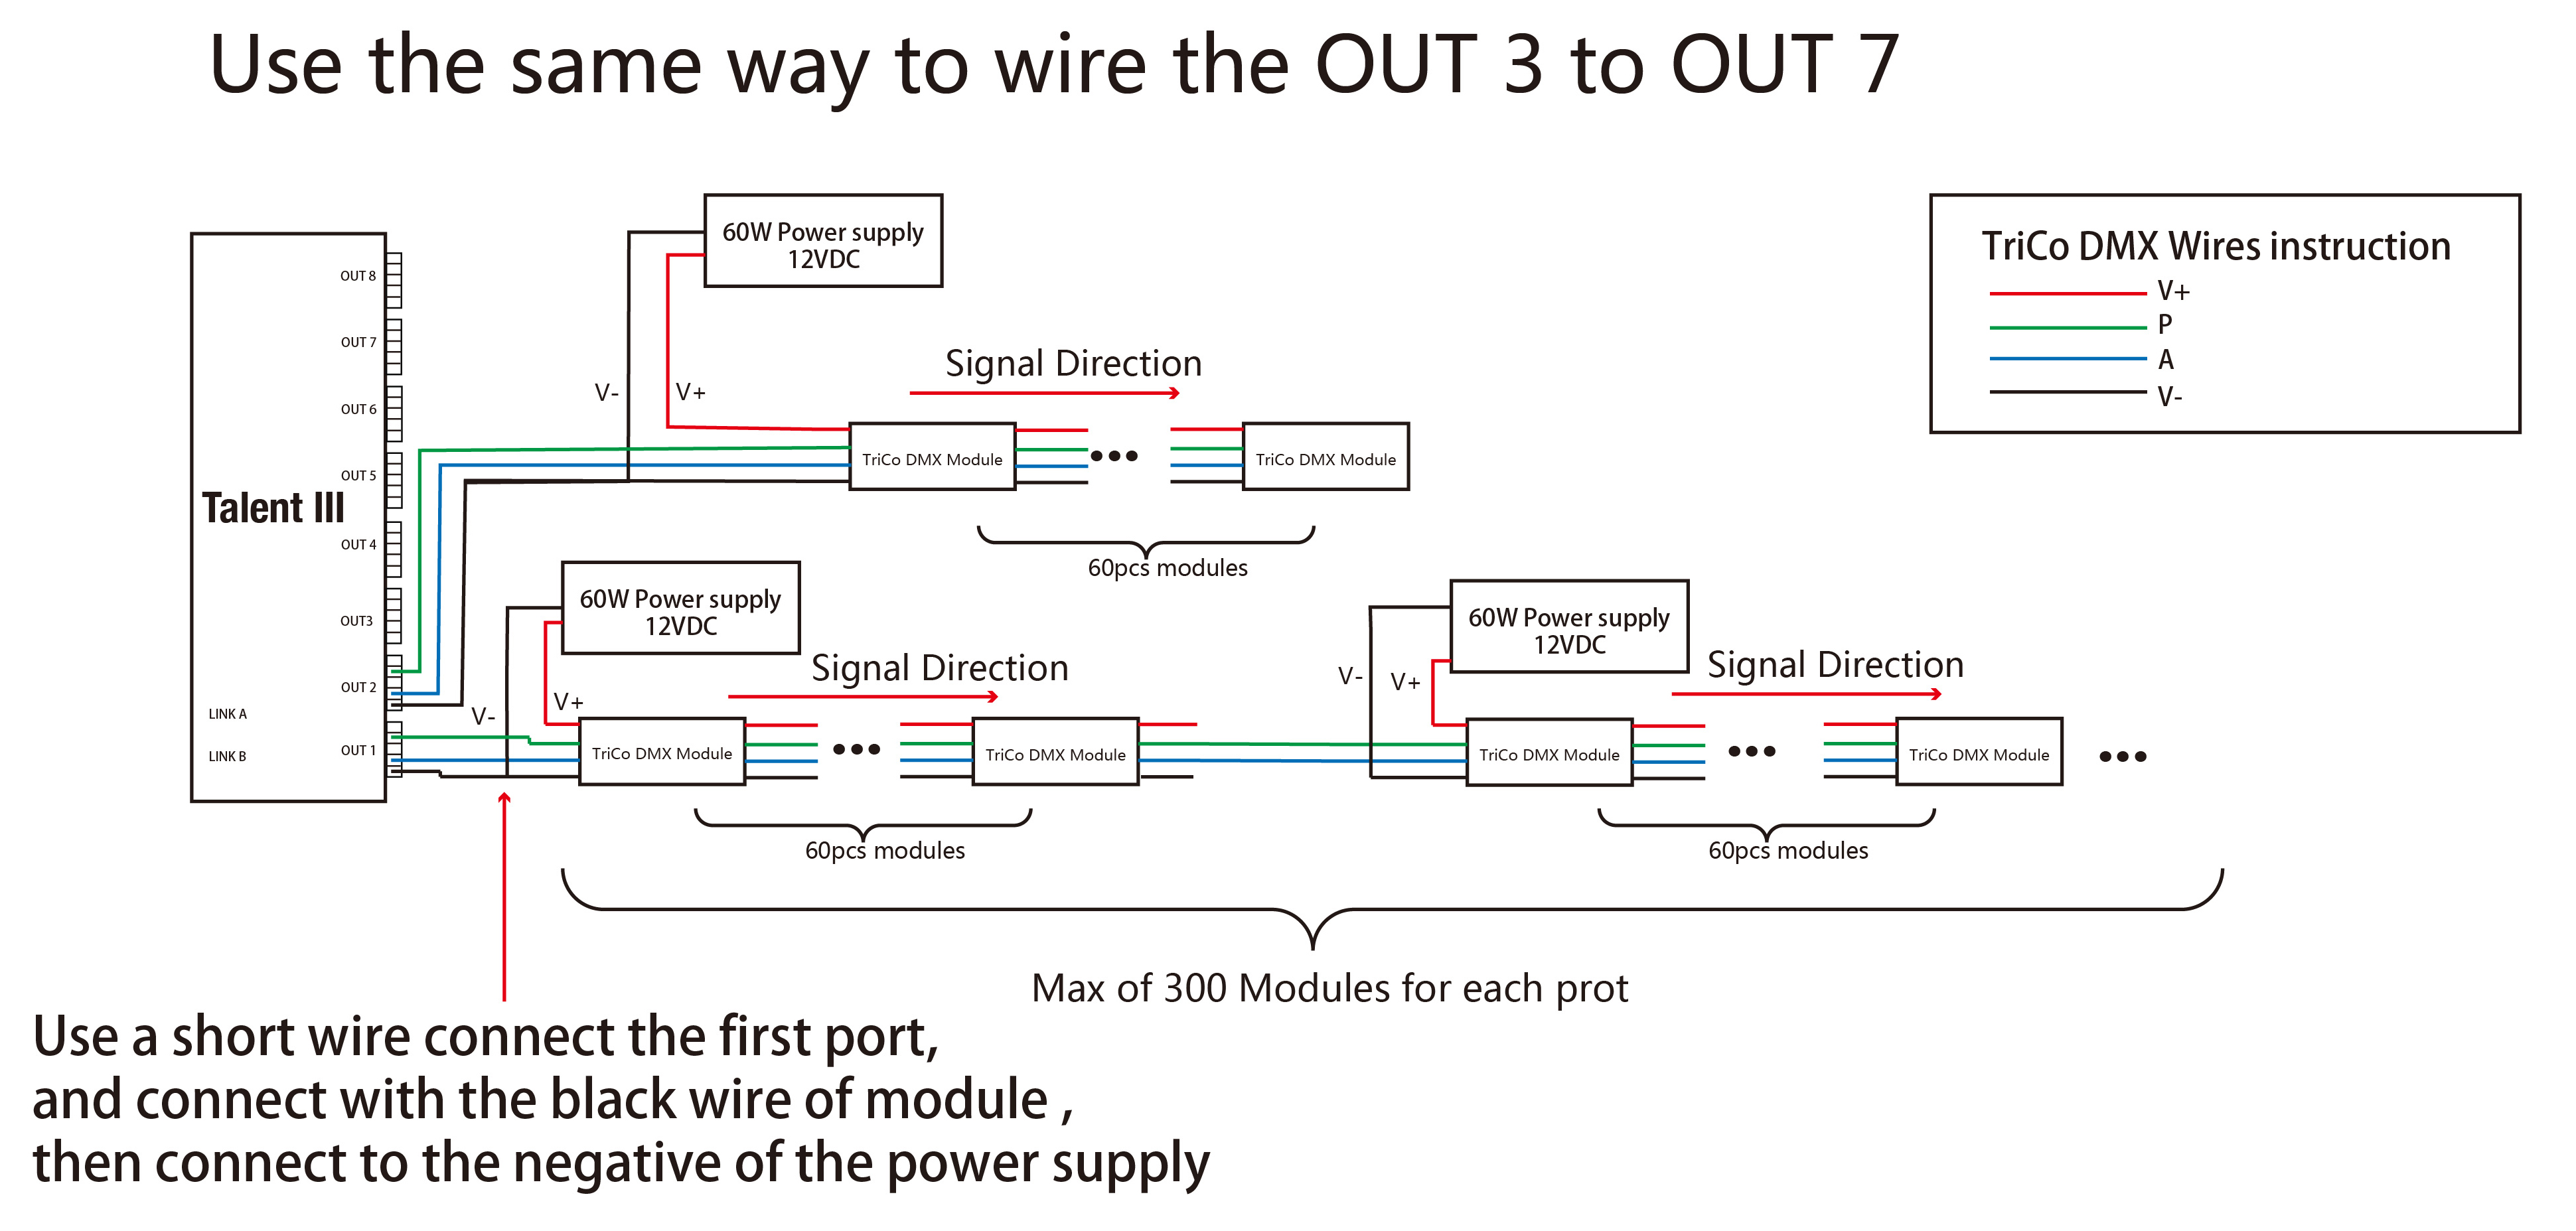 Use the same way to wire the OUT 3 to OUT 7
60W Power supply
12VDC
TriCo DMX Wires instruction
V+
P
A
V-
OUT 8
OUT 7
OUT 6
OUT 5
OUT 4
OUT3
OUT 2
OUT 1
Talent III
LINK A
LINK B
V-
V+
Signal Direction
TriCo DMX Module
TriCo DMX Module
60pcs modules
60W Power supply
12VDC
V-
V+
Signal Direction
TriCo DMX Module
TriCo DMX Module
60pcs modules
60W Power supply
12VDC
V-
V+
Signal Direction
TriCo DMX Module
TriCo DMX Module
60pcs modules
Max of 300 Modules for each prot
Use a short wire connect the first port,
and connect with the black wire of module ,
then connect to the negative of the power supply